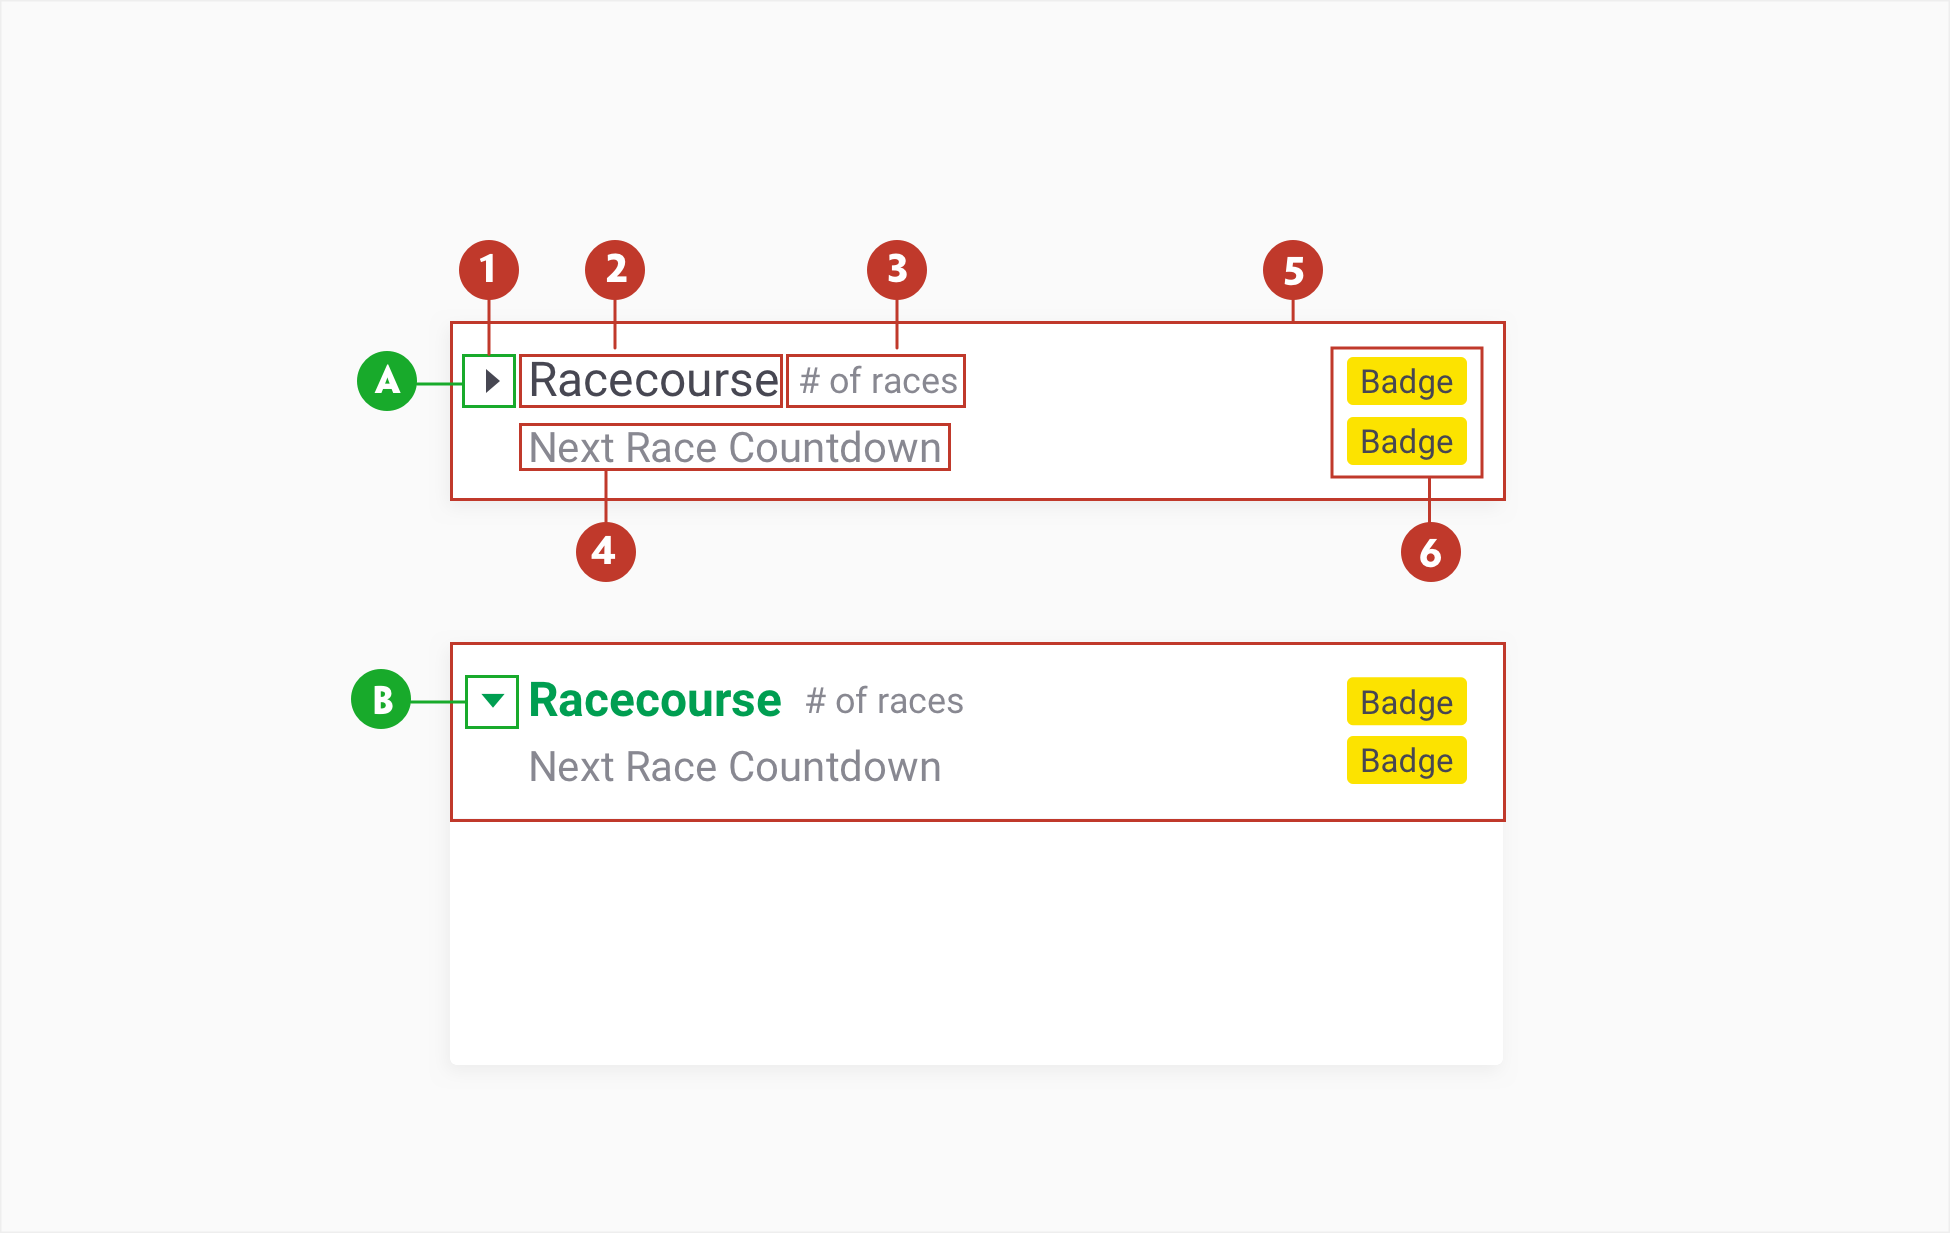 1 2 3 5
A Racecourse # of races Badge
Next Race Countdown Badge
4 6
B Racecourse # of races Badge
Next Race Countdown Badge